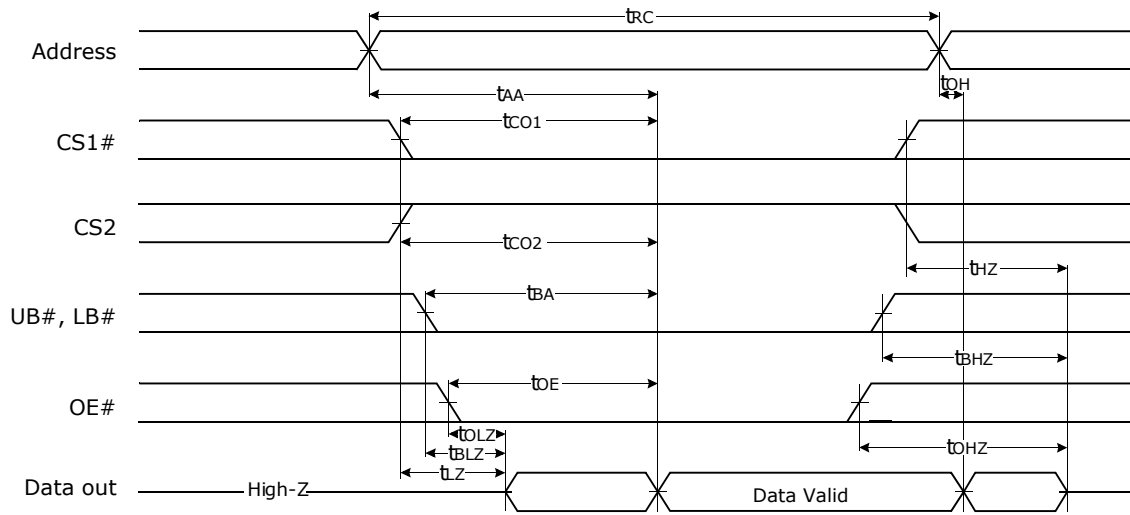 tRC
Address
tAA
tOH
tCO1
CS1#
CS2
tCO2
tHZ
tBA
UB#, LB#
tBHZ
tOE
OE#
tOLZ
tOHZ
tBLZ
tLZ
Data out
High-Z
Data Valid